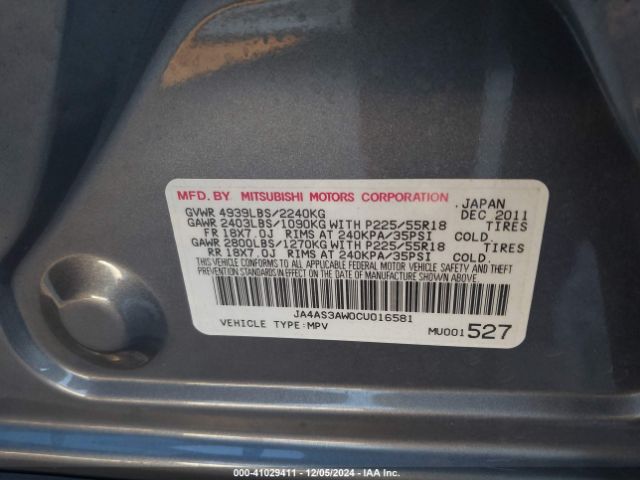 MFD. BY MITSUBISHI MOTORS CORPORATION . JAPAN
GVWR 4939LBS/2240KG DEC 2011
GAWR 2403LBS/1090KG WITH P225/55R18 TIRES
FR 18X7.0J RIMS AT 240KPA/35PSI COLD.
GAWR 2800LBS/1270KG WITH P225/55R18 TIRES
RR 18X7.0J RIMS AT 240KPA/35PSI COLD.
THIS VEHICLE CONFORMS TO ALL APPLICABLE FEDERAL MOTOR VEHICLE SAFETY AND THEFT
PREVENTION STANDARDS IN EFFECT ON THE DATE OF MANUFACTURE SHOWN ABOVE.
JA4AS3AW0CU016581
VEHICLE TYPE:MPV MU001527
© 2024 - 41029411 - 12/05/2024 - IAA Inc.